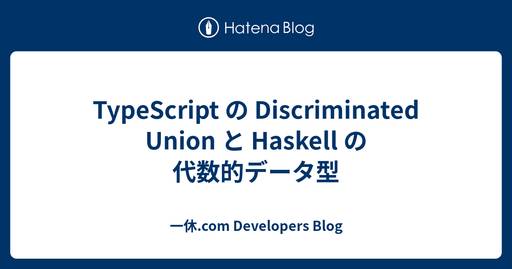 Hatena Blog
TypeScript の Discriminated
Union と Haskell の
代数的データ型
一休.com Developers Blog